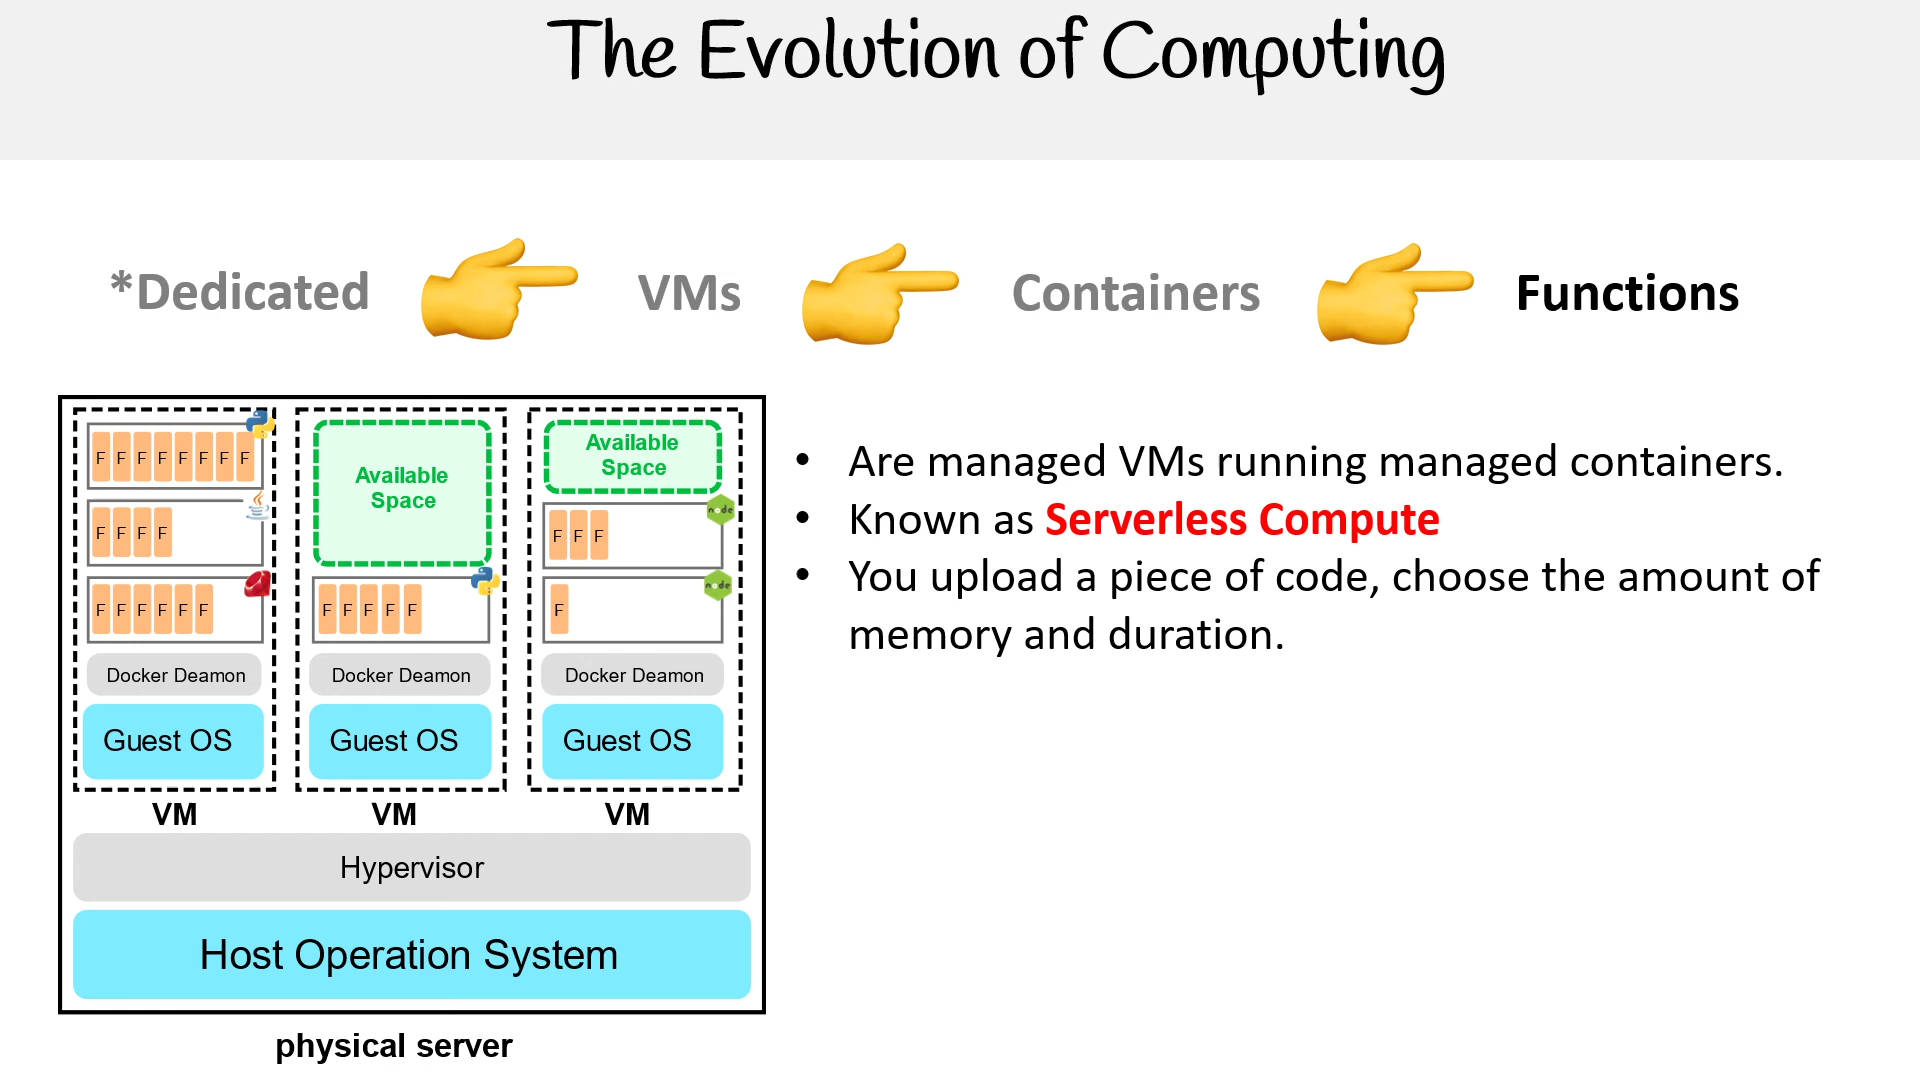 The Evolution of Computing
*Dedicated VMs Containers Functions
F F F F F F F F
F F F F
F F F F F F
Docker Deamon
Guest OS
VM
Available
Space
F F F F F
Docker Deamon
Guest OS
VM
Available
Space
node
F F F
node
F
Docker Deamon
Guest OS
VM
Hypervisor
Host Operation System
physical server
• Are managed VMs running managed containers.
• Known as Serverless Compute
• You upload a piece of code, choose the amount of
memory and duration.